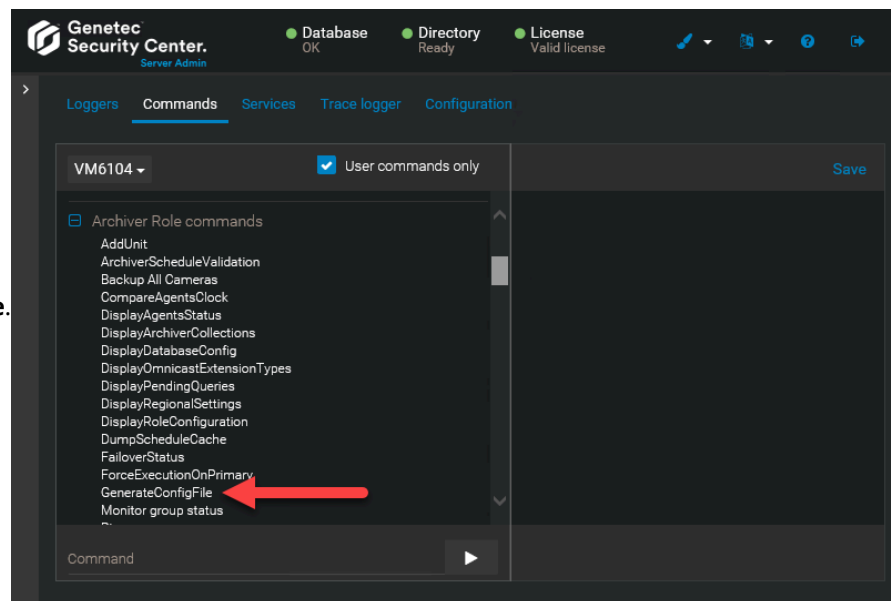 Genetec
Security Center.
Server Admin
Database
OK
Directory
Ready
License
Valid license
Loggers
Commands
Services
Trace logger
Configuration
VM6104
User commands only
Save
Archiver Role commands
AddUnit
ArchiverScheduleValidation
Backup All Cameras
CompareAgentsClock
DisplayAgentsStatus
DisplayArchiverCollections
DisplayDatabaseConfig
DisplayOmnicastExtensionTypes
e.
DisplayPendingQueries
DisplayRegionalSettings
DisplayRoleConfiguration
DumpScheduleCache
FailoverStatus
ForceExecutionOnPrimary
GenerateConfigFile
Monitor group status
Command